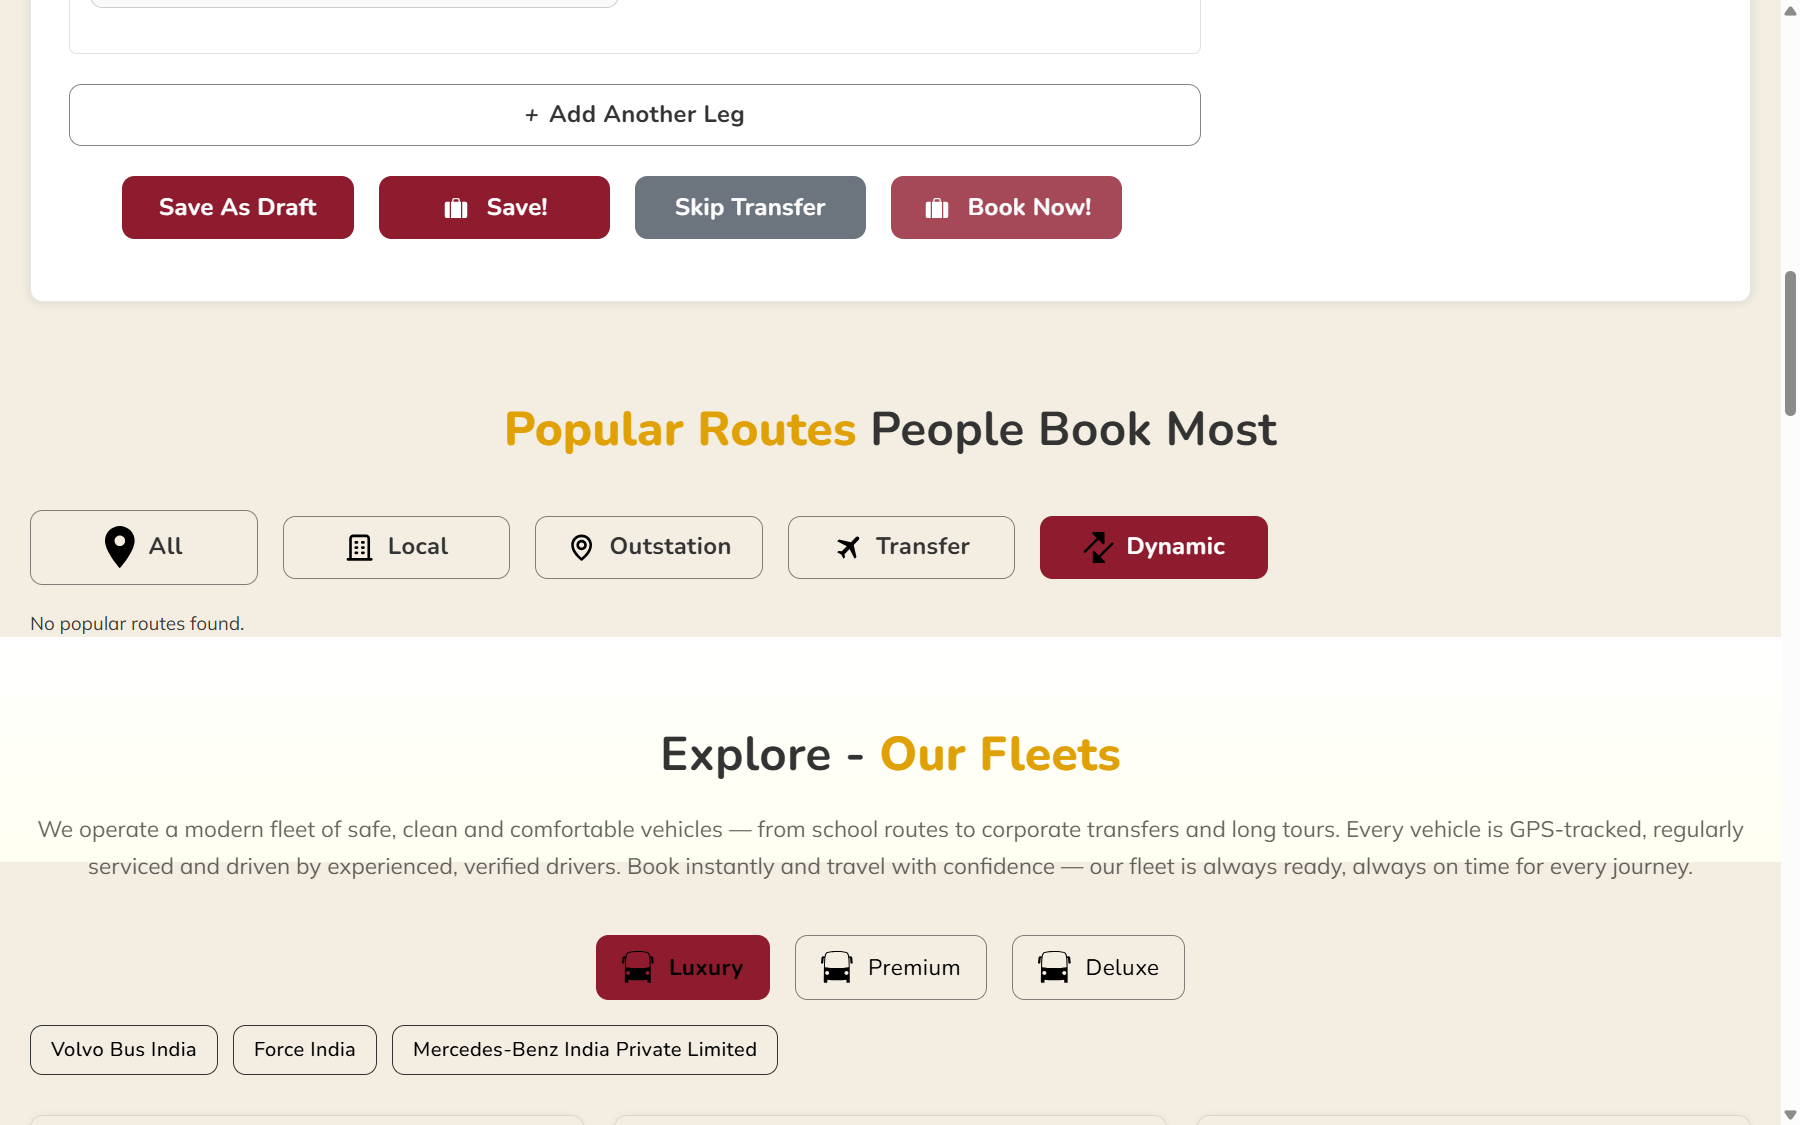 + Add Another Leg
Save As Draft
Save!
Skip Transfer
Book Now!
Popular Routes People Book Most
All
Local
Outstation
Transfer
Dynamic
No popular routes found.
Explore - Our Fleets
We operate a modern fleet of safe, clean and comfortable vehicles — from school routes to corporate transfers and long tours. Every vehicle is GPS-tracked, regularly
serviced and driven by experienced, verified drivers. Book instantly and travel with confidence — our fleet is always ready, always on time for every journey.
Luxury
Premium
Deluxe
Volvo Bus India
Force India
Mercedes-Benz India Private Limited